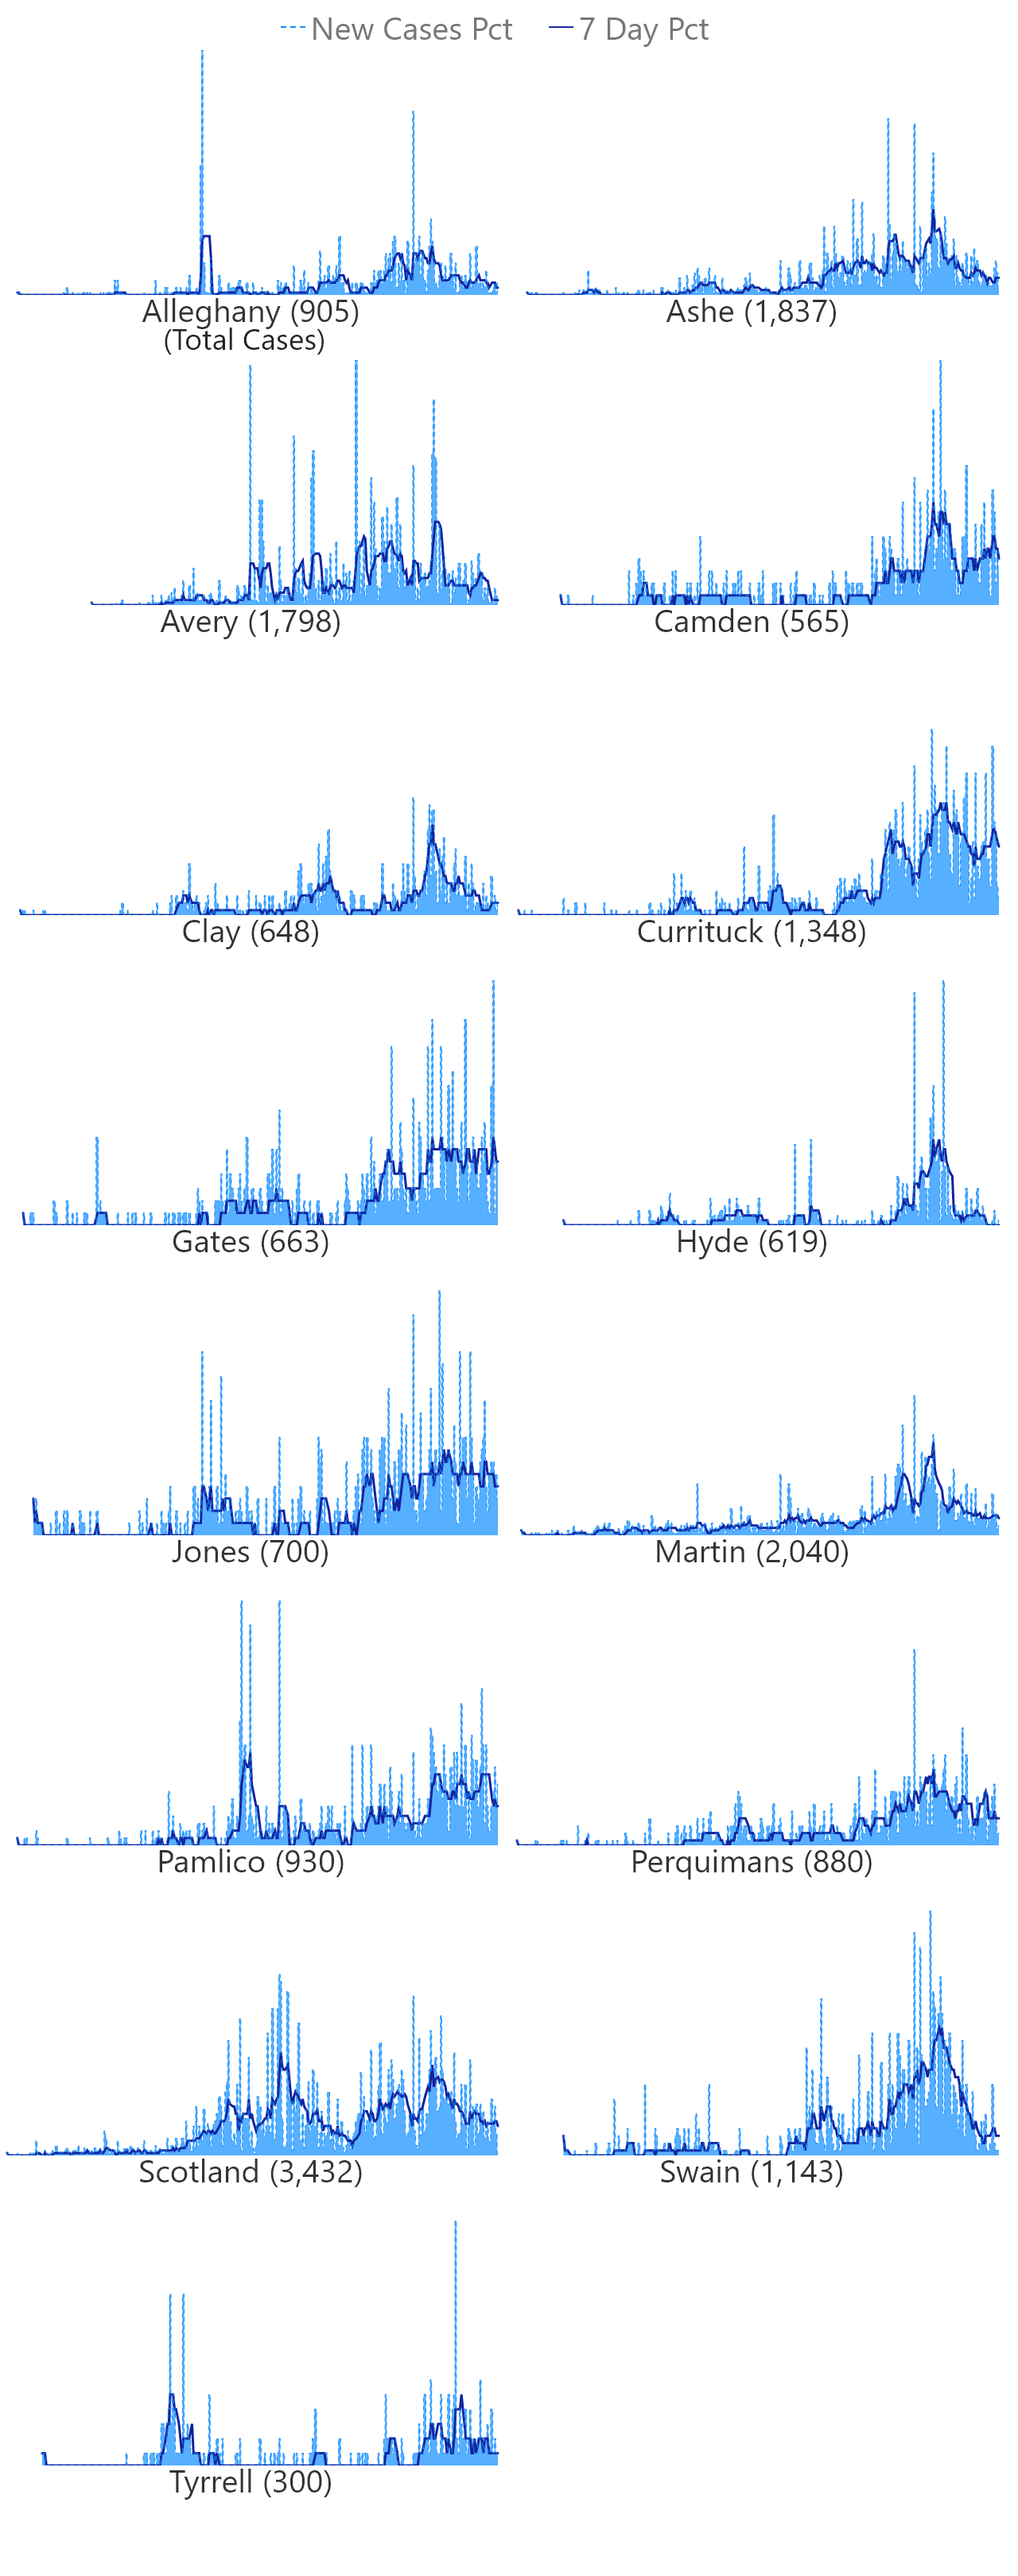 New Cases Pct 7 Day Pct
Alleghany (905) Ashe (1,837)
(Total Cases)
Avery (1,798) Camden (565)
Clay (648) Currituck (1,348)
Gates (663) Hyde (619)
Jones (700) Martin (2,040)
Pamlico (930) Perquimans (880)
Scotland (3,432) Swain (1,143)
Tyrrell (300)